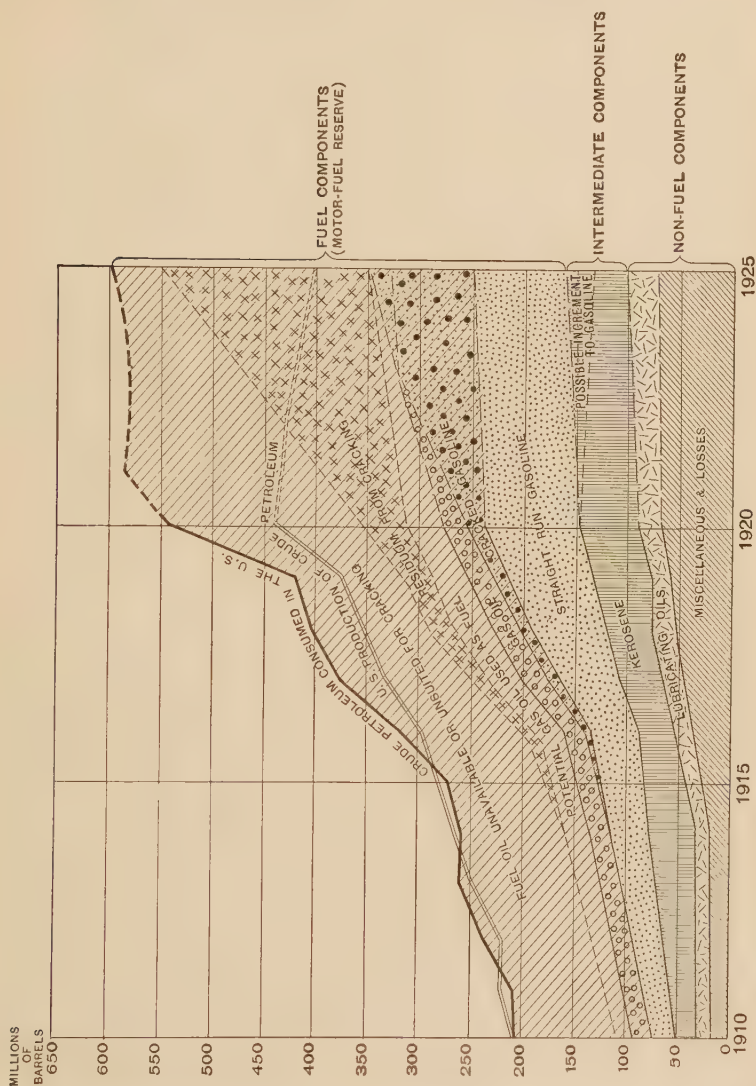 MILLIONS
OF
BARRELS
650
600
550
500
450
400
350
300
250
200
150
100
50
0
1910
1915
1920
1925
CRUDE PETROLEUM CONSUMED IN THE U.S.
U.S. PRODUCTION OF CRUDE PETROLEUM
FUEL OIL UNAVAILABLE OR UNSUITED FOR CRACKING
RESIDIUM FROM CRACKING
POTENTIAL GAS OIL USED AS FUEL
GAS OIL
CRACKED GASOLINE
STRAIGHT RUN GASOLINE
POSSIBLE INCREMENT
TO GASOLINE
KEROSENE
LUBRICATING OILS
MISCELLANEOUS & LOSSES
FUEL COMPONENTS
(MOTOR-FUEL RESERVE)
INTERMEDIATE COMPONENTS
NON-FUEL COMPONENTS